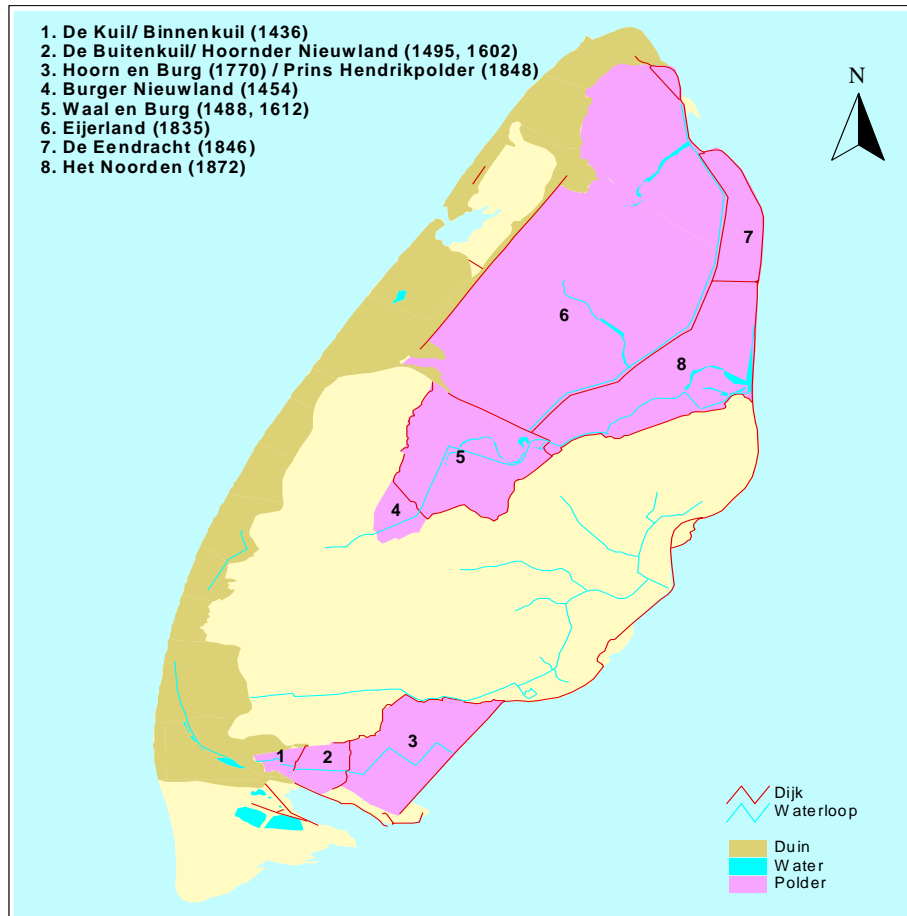 1. De Kuil/ Binnenkuil (1436)
2. De Buitenkuil/ Hoornder Nieuwland (1495, 1602)
3. Hoorn en Burg (1770) / Prins Hendrikpolder (1848)
4. Burger Nieuwland (1454)
5. Waal en Burg (1488, 1612)
6. Eijerland (1835)
7. De Eendracht (1846)
8. Het Noorden (1872)
N
7
6
8
5
4
3
2
1
Dijk
Waterloop
Duin
Water
Polder